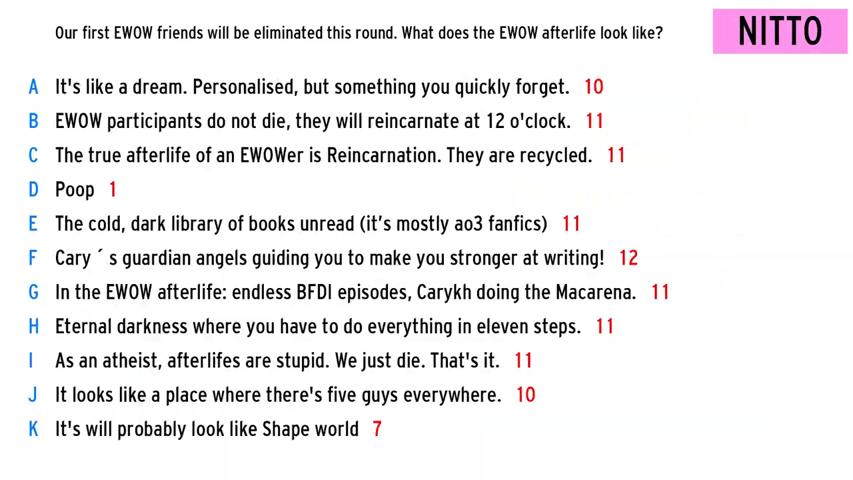 Our first EWOW friends will be eliminated this round. What does the EWOW afterlife look like?
NITTO
A It's like a dream. Personalised, but something you quickly forget. 10
B EWOW participants do not die, they will reincarnate at 12 o'clock. 11
C The true afterlife of an EWOWer is Reincarnation. They are recycled. 11
D Poop 1
E The cold, dark library of books unread (it’s mostly ao3 fanfics) 11
F Cary ´ s guardian angels guiding you to make you stronger at writing! 12
G In the EWOW afterlife: endless BFDI episodes, Carykh doing the Macarena. 11
H Eternal darkness where you have to do everything in eleven steps. 11
I As an atheist, afterlifes are stupid. We just die. That's it. 11
J It looks like a place where there's five guys everywhere. 10
K It's will probably look like Shape world 7